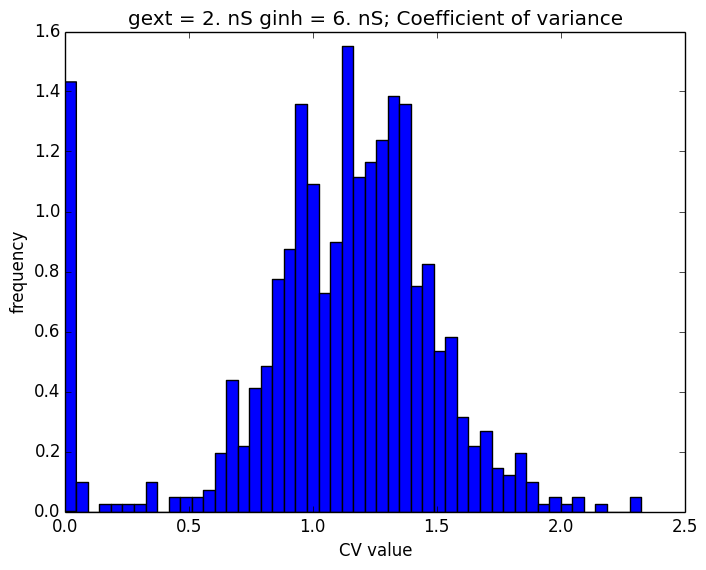 gext = 2. nS ginh = 6. nS; Coefficient of variance
1.6
1.4
1.2
1.0
0.8
0.6
0.4
0.2
0.0
frequency
0.0 0.5 1.0 1.5 2.0 2.5
CV value